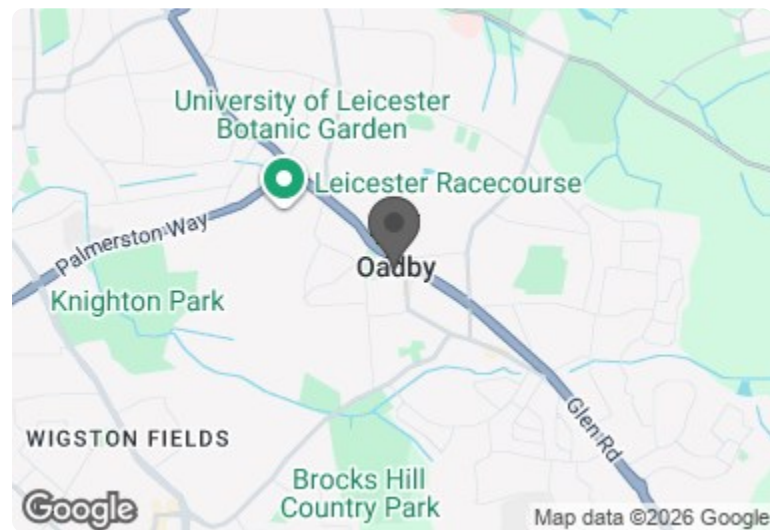 University of Leicester
Botanic Garden
Leicester Racecourse
Palmerston Way
Oadby
Knighton Park
Glen Rd
WIGSTON FIELDS
Brocks Hill
Country Park
Google
Map data ©2026 Google